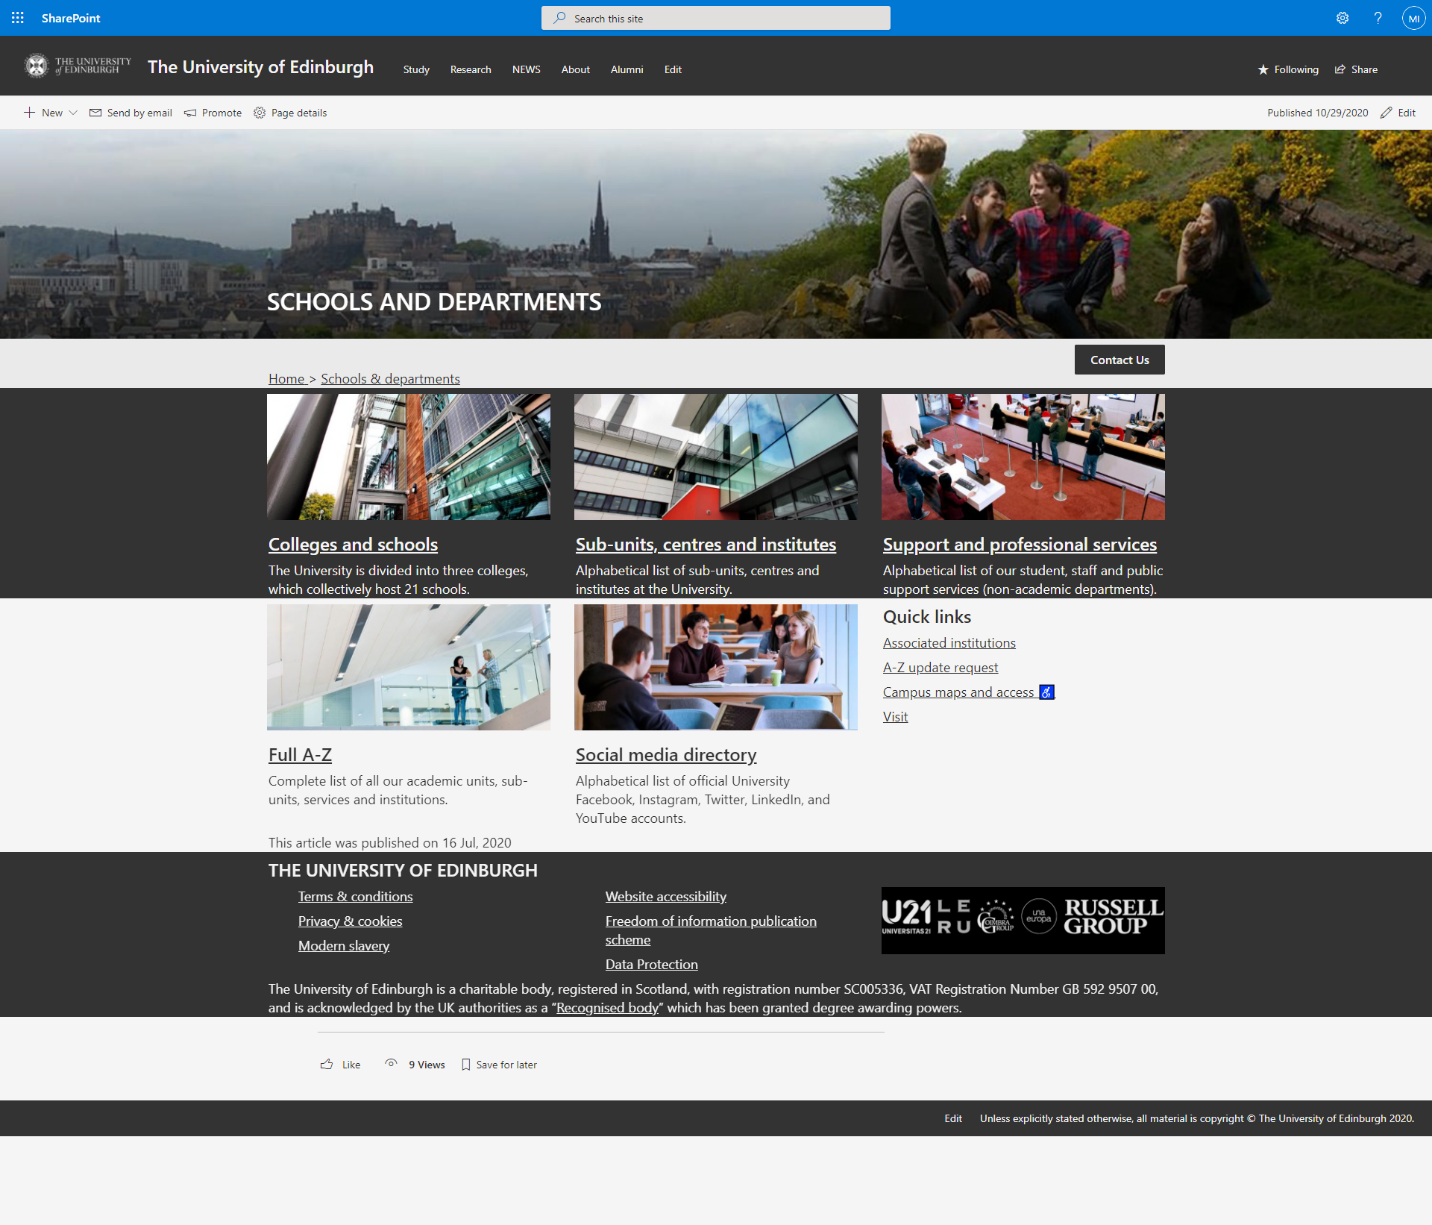 SharePoint
Search this site
MI
THE UNIVERSITY
of EDINBURGH
The University of Edinburgh
Study
Research
NEWS
About
Alumni
Edit
Following
Share
New
Send by email
Promote
Page details
Published 10/29/2020
Edit
SCHOOLS AND DEPARTMENTS
Contact Us
Home > Schools & departments
Colleges and schools
The University is divided into three colleges,
which collectively host 21 schools.
Sub-units, centres and institutes
Alphabetical list of sub-units, centres and
institutes at the University.
Support and professional services
Alphabetical list of our student, staff and public
support services (non-academic departments).
Full A-Z
Complete list of all our academic units, sub-
units, services and institutions.
Social media directory
Alphabetical list of official University
Facebook, Instagram, Twitter, LinkedIn, and
YouTube accounts.
Quick links
Associated institutions
A-Z update request
Campus maps and access
Visit
This article was published on 16 Jul, 2020
THE UNIVERSITY OF EDINBURGH
Terms & conditions
Privacy & cookies
Modern slavery
Website accessibility
Freedom of information publication
scheme
Data Protection
U21
UNIVERSITAS 21
LE
RU
COIMBRA
GROUP
una
europa
RUSSELL
GROUP
The University of Edinburgh is a charitable body, registered in Scotland, with registration number SC005336, VAT Registration Number GB 592 9507 00,
and is acknowledged by the UK authorities as a “Recognised body” which has been granted degree awarding powers.
Like
9 Views
Save for later
Edit
Unless explicitly stated otherwise, all material is copyright © The University of Edinburgh 2020.